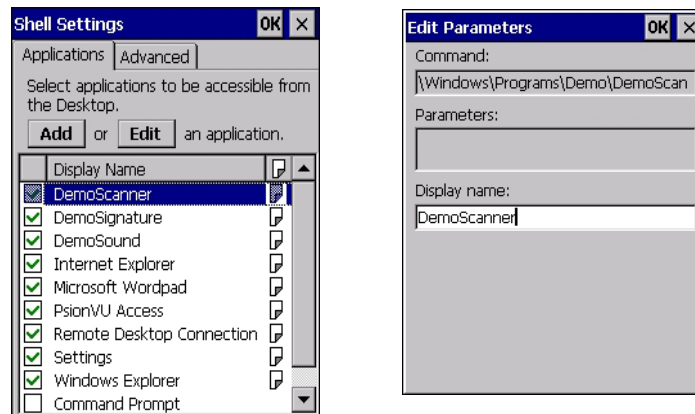 Shell Settings OK ×
Applications Advanced
Select applications to be accessible from
the Desktop.
Add or Edit an application.
Display Name
DemoScanner
DemoSignature
DemoSound
Internet Explorer
Microsoft Wordpad
PsionVU Access
Remote Desktop Connection
Settings
Windows Explorer
Command Prompt
Edit Parameters OK ×
Command:
\Windows\Programs\Demo\DemoScan
Parameters:
Display name:
DemoScanner